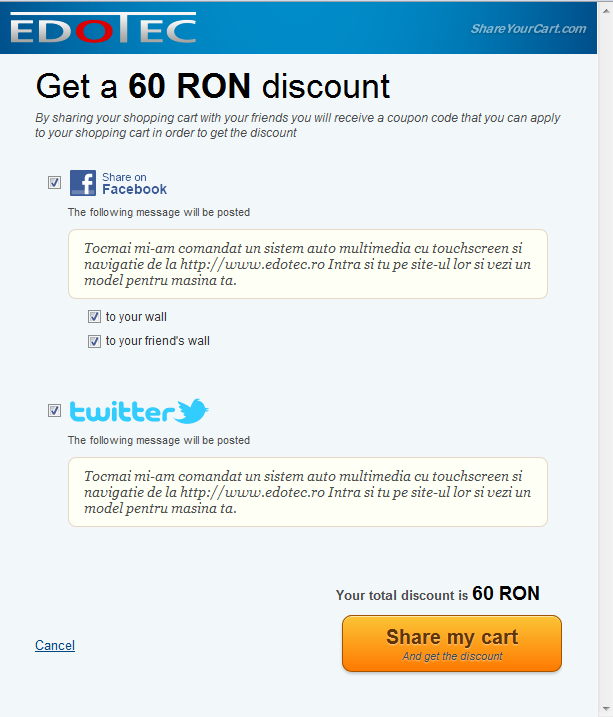 EDOTEC
ShareYourCart.com
Get a 60 RON discount
By sharing your shopping cart with your friends you will receive a coupon code that you can apply
to your shopping cart in order to get the discount
Share on
Facebook
The following message will be posted
Tocmai mi-am comandat un sistem auto multimedia cu touchscreen si
navigatie de la http://www.edotec.ro Intra si tu pe site-ul lor si vezi un
model pentru masina ta.
to your wall
to your friend's wall
twitter
The following message will be posted
Tocmai mi-am comandat un sistem auto multimedia cu touchscreen si
navigatie de la http://www.edotec.ro Intra si tu pe site-ul lor si vezi un
model pentru masina ta.
Your total discount is 60 RON
Share my cart
And get the discount
Cancel